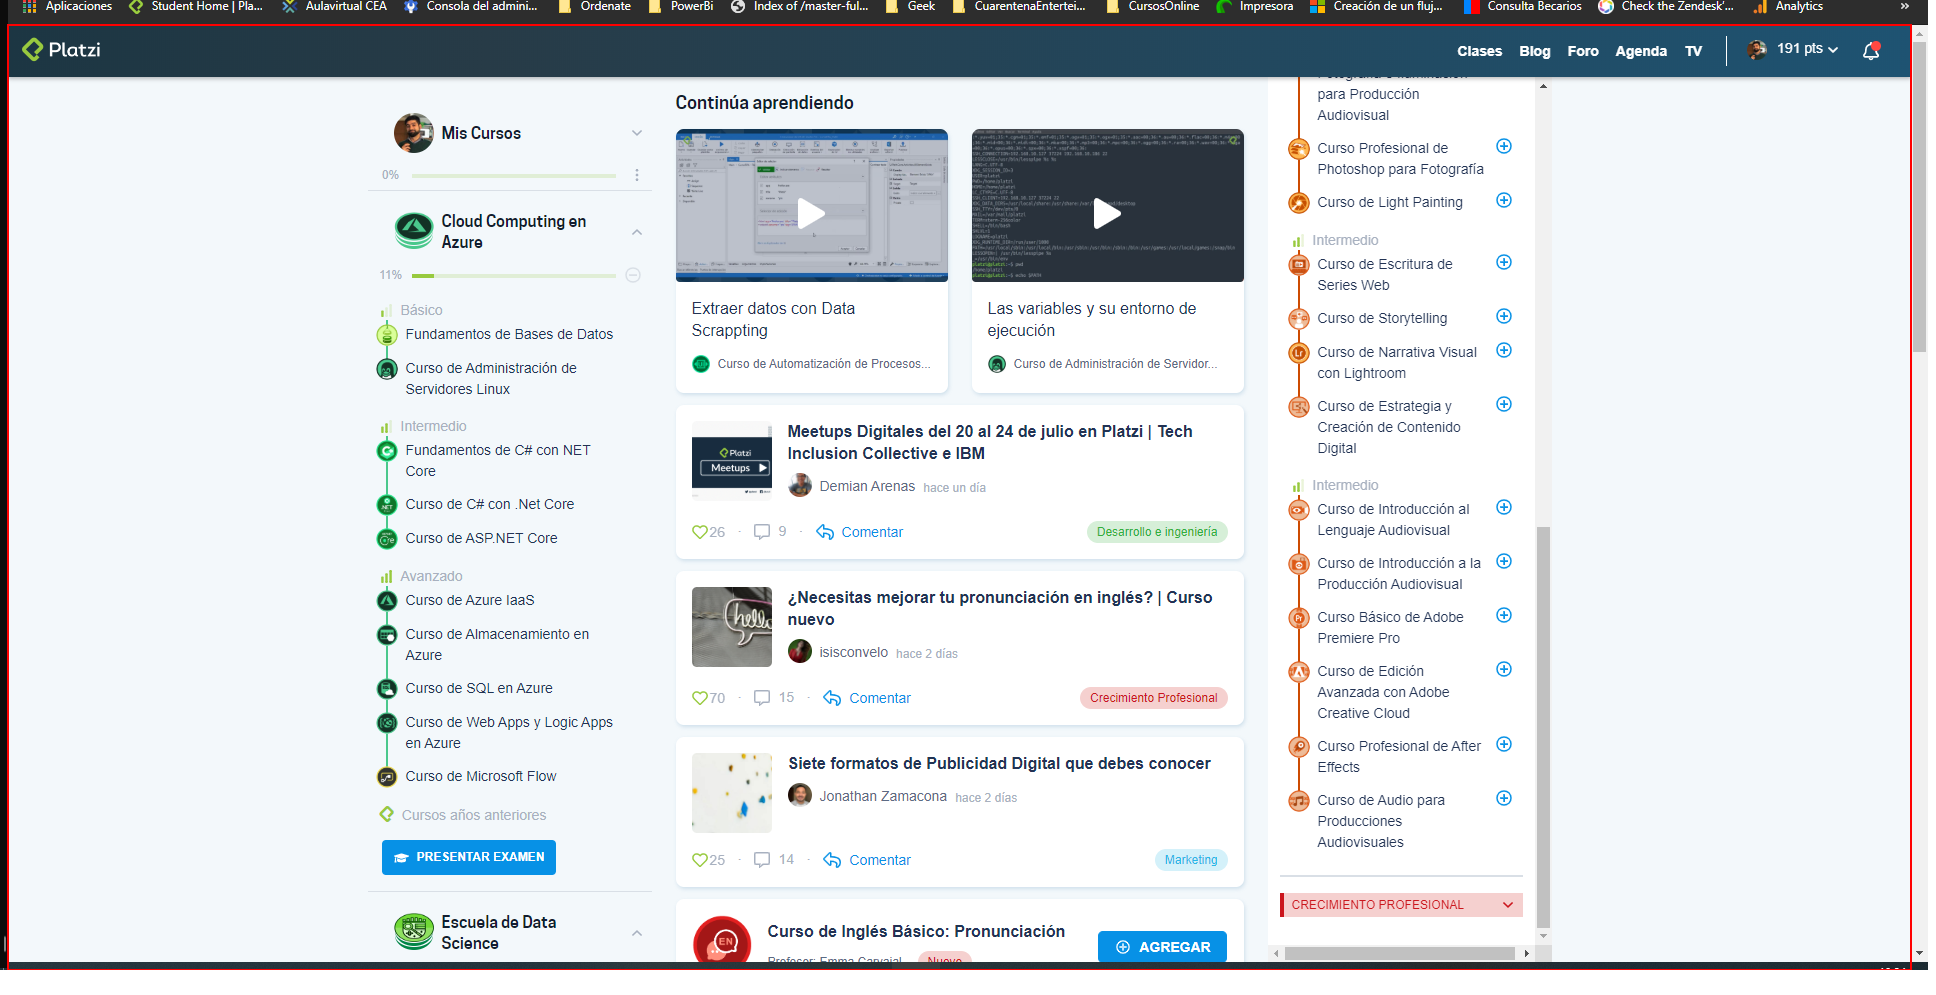 Aplicaciones
Student Home | Pla...
Aulavirtual CEA
Consola del admini...
Ordenate
PowerBi
Index of /master-ful...
Geek
CuarentenaEntertei...
CursosOnline
Impresora
Creación de un fluj...
Consulta Becarios
Check the Zendesk'...
Analytics
»
Platzi
Clases
Blog
Foro
Agenda
TV
191 pts
Mis Cursos
0%
Cloud Computing en
Azure
11%
Básico
Fundamentos de Bases de Datos
Curso de Administración de
Servidores Linux
Intermedio
Fundamentos de C# con NET
Core
Curso de C# con .Net Core
Curso de ASP.NET Core
Avanzado
Curso de Azure IaaS
Curso de Almacenamiento en
Azure
Curso de SQL en Azure
Curso de Web Apps y Logic Apps
en Azure
Curso de Microsoft Flow
Cursos años anteriores
PRESENTAR EXAMEN
Escuela de Data
Science
Continúa aprendiendo
Extraer datos con Data
Scrappting
Curso de Automatización de Procesos...
Las variables y su entorno de
ejecución
Curso de Administración de Servidor...
Platzi
Meetups
Meetups Digitales del 20 al 24 de julio en Platzi | Tech
Inclusion Collective e IBM
Demian Arenas hace un día
26 · 9 · Comentar
Desarrollo e ingeniería
hello
¿Necesitas mejorar tu pronunciación en inglés? | Curso
nuevo
isisconvelo hace 2 días
70 · 15 · Comentar
Crecimiento Profesional
Siete formatos de Publicidad Digital que debes conocer
Jonathan Zamacona hace 2 días
25 · 14 · Comentar
Marketing
EN
Curso de Inglés Básico: Pronunciación
Profesor: Emma Carvajal Nuevo
AGREGAR
Fotografía e Iluminación
para Producción
Audiovisual
Curso Profesional de
Photoshop para Fotografía
Curso de Light Painting
Intermedio
Curso de Escritura de
Series Web
Curso de Storytelling
Curso de Narrativa Visual
con Lightroom
Curso de Estrategia y
Creación de Contenido
Digital
Intermedio
Curso de Introducción al
Lenguaje Audiovisual
Curso de Introducción a la
Producción Audiovisual
Curso Básico de Adobe
Premiere Pro
Curso de Edición
Avanzada con Adobe
Creative Cloud
Curso Profesional de After
Effects
Curso de Audio para
Producciones
Audiovisuales
CRECIMIENTO PROFESIONAL